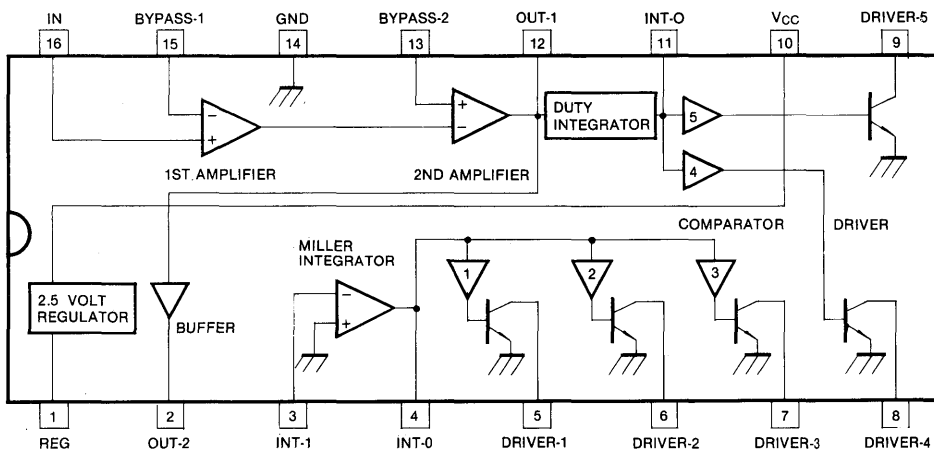 IN BYPASS-1 GND BYPASS-2 OUT-1 INT-O VCC DRIVER-5
16 15 14 13 12 11 10 9
+
−
DUTY
INTEGRATOR
5
−
+
1ST. AMPLIFIER
2ND AMPLIFIER
4
COMPARATOR
DRIVER
MILLER
INTEGRATOR
1 2 3
2.5 VOLT
REGULATOR
BUFFER
−
+
1 2 3 4 5 6 7 8
REG OUT-2 INT-1 INT-0 DRIVER-1 DRIVER-2 DRIVER-3 DRIVER-4